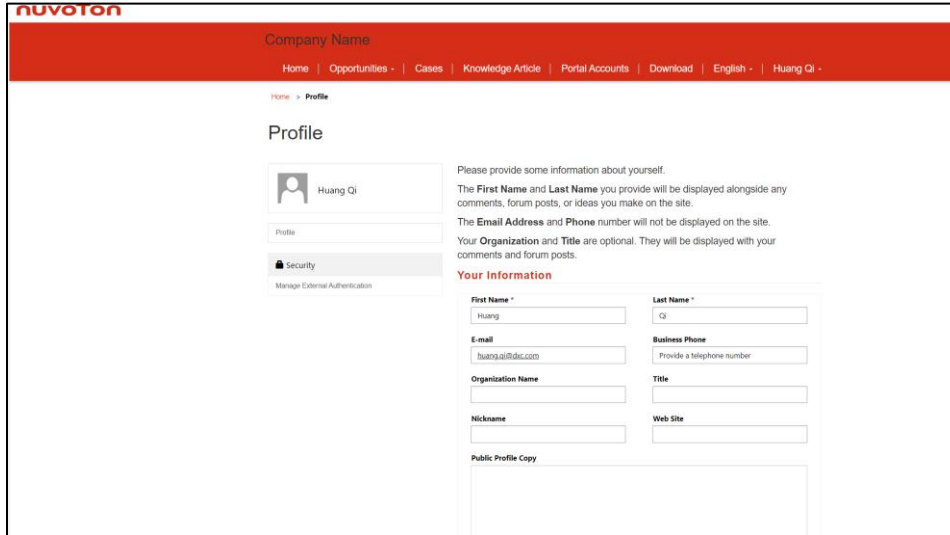 nuvoton
Company Name
Home | Opportunities - | Cases | Knowledge Article | Portal Accounts | Download | English - | Huang Qi -
Home > Profile
Profile
Huang Qi
Profile
Security
Manage External Authentication
Please provide some information about yourself.
The First Name and Last Name you provide will be displayed alongside any
comments, forum posts, or ideas you make on the site.
The Email Address and Phone number will not be displayed on the site.
Your Organization and Title are optional. They will be displayed with your
comments and forum posts.
Your Information
First Name * Last Name *
Huang Qi
E-mail Business Phone
huang.qi@dxc.com Provide a telephone number
Organization Name Title
Nickname Web Site
Public Profile Copy